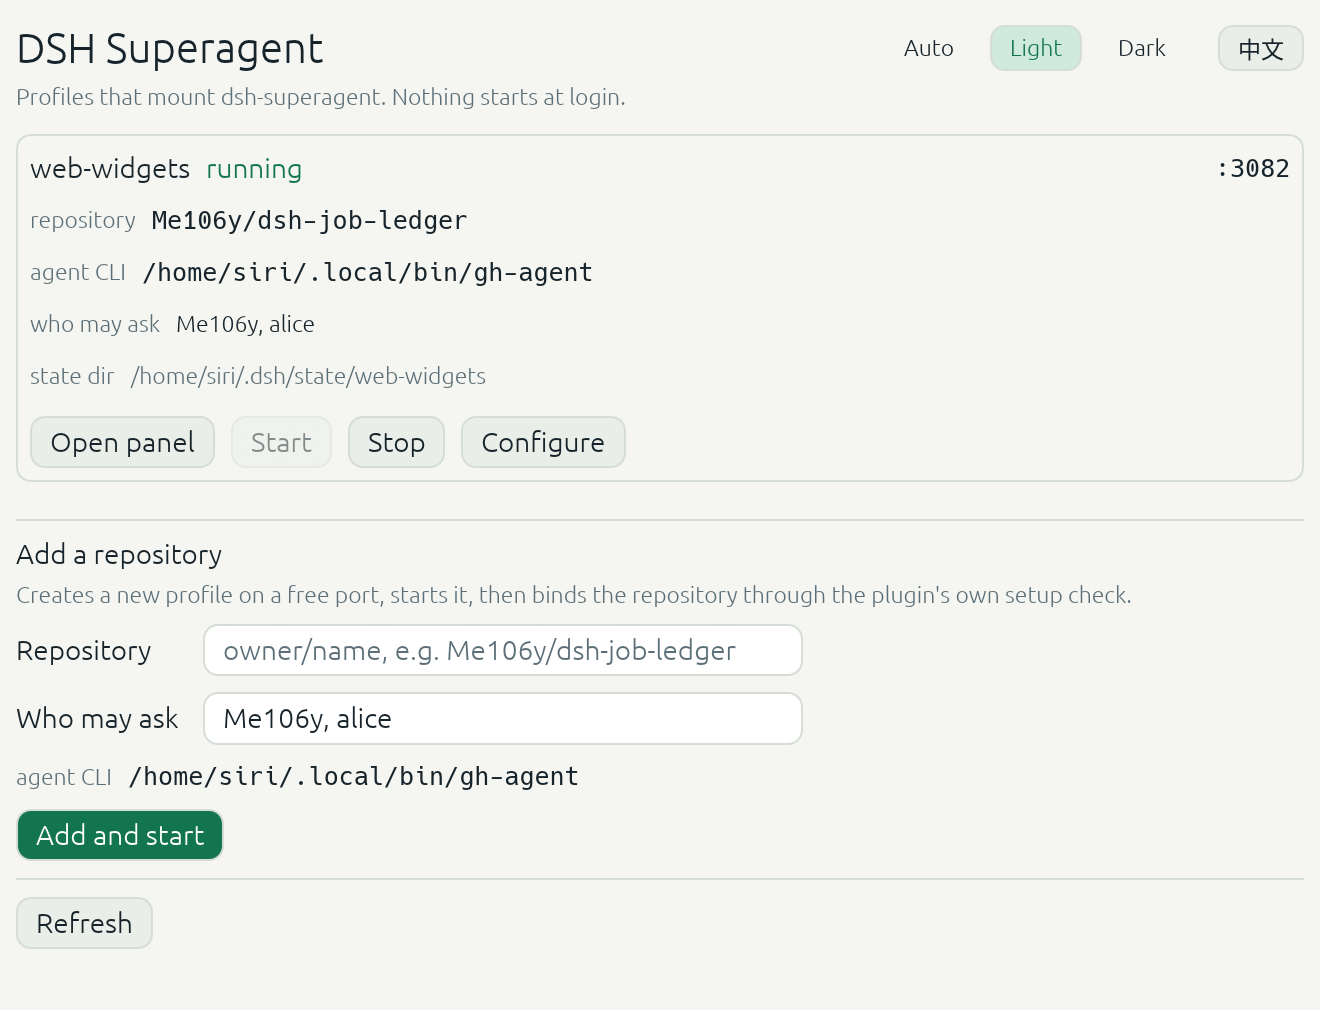 DSH Superagent
Auto Light Dark 中文
Profiles that mount dsh-superagent. Nothing starts at login.
web-widgets running :3082
repository Me106y/dsh-job-ledger
agent CLI /home/siri/.local/bin/gh-agent
who may ask Me106y, alice
state dir /home/siri/.dsh/state/web-widgets
Open panel Start Stop Configure
Add a repository
Creates a new profile on a free port, starts it, then binds the repository through the plugin's own setup check.
Repository owner/name, e.g. Me106y/dsh-job-ledger
Who may ask Me106y, alice
agent CLI /home/siri/.local/bin/gh-agent
Add and start
Refresh